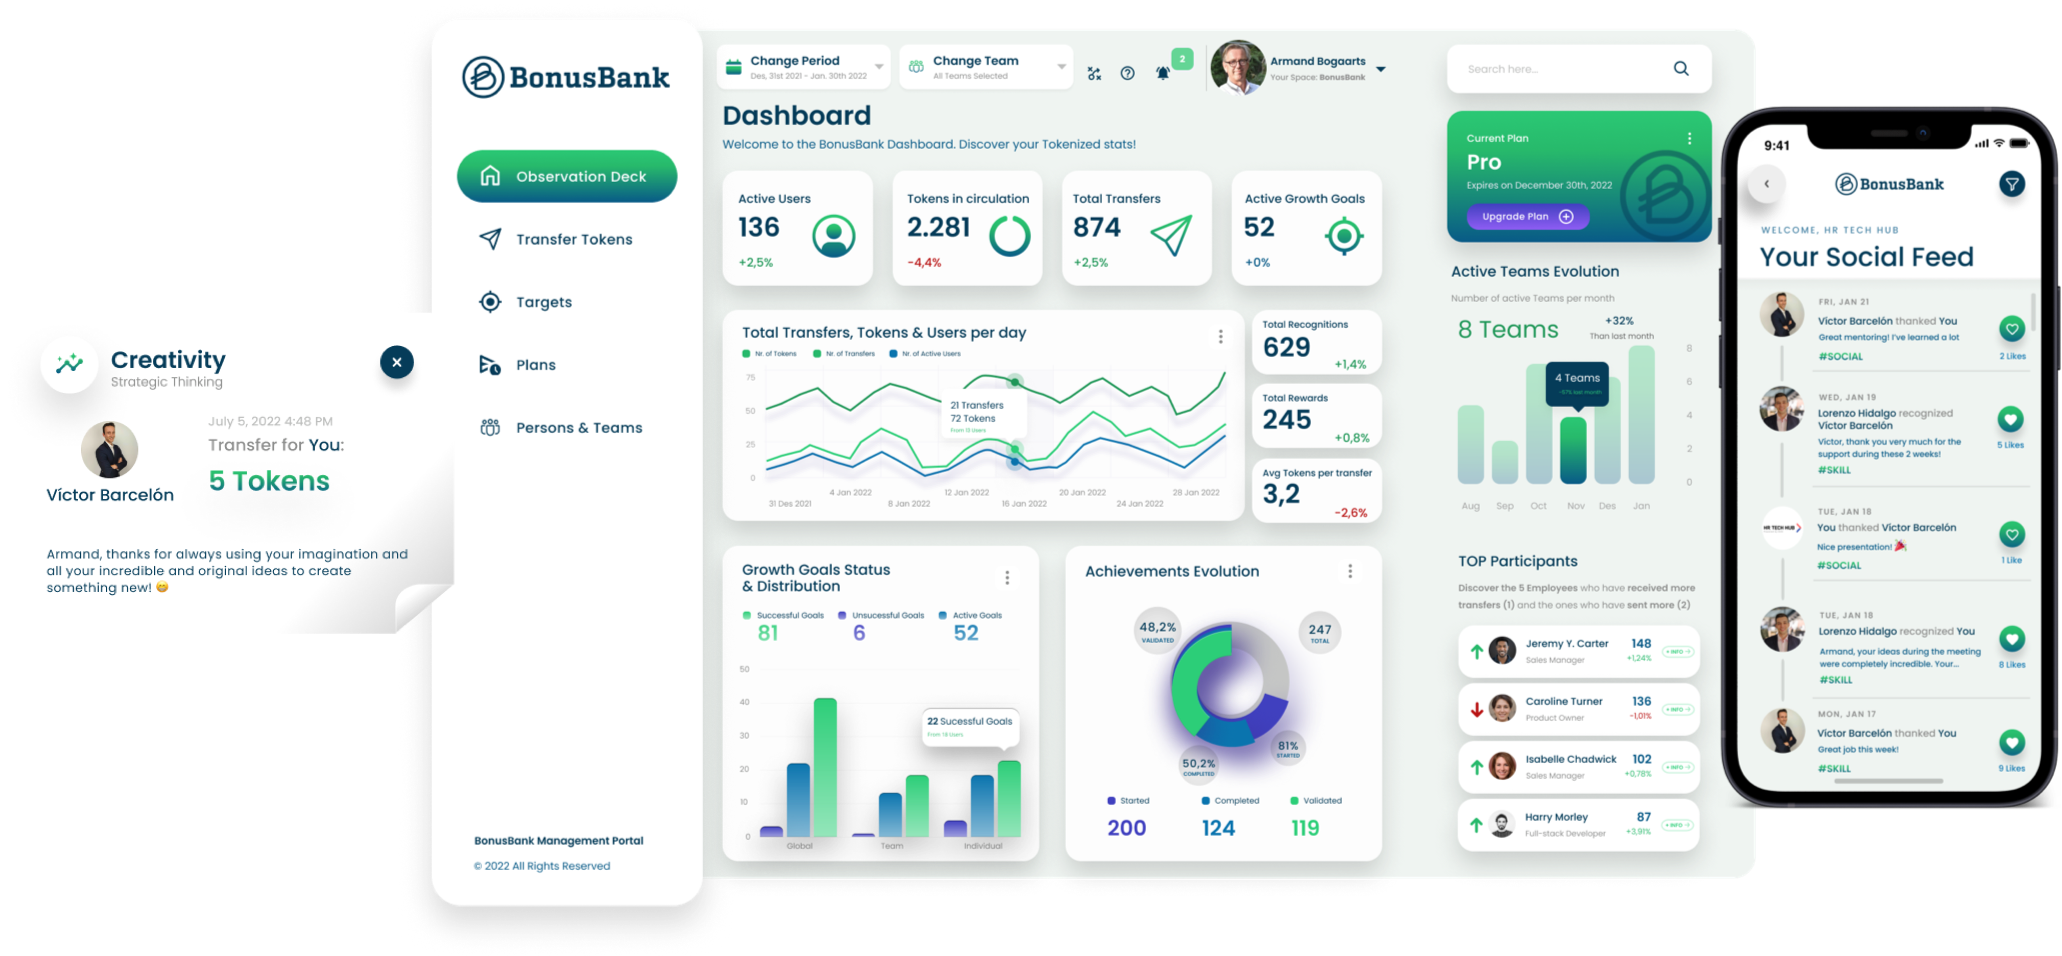 Creativity
Strategic Thinking
July 5, 2022 4:48 PM
Transfer for You:
5 Tokens
Víctor Barcelón
Armand, thanks for always using your imagination and
all your incredible and original ideas to create
something new! 😁
BonusBank
Observation Deck
Transfer Tokens
Targets
Plans
Persons & Teams
BonusBank Management Portal
© 2022 All Rights Reserved
Change Period
Des, 31st 2021 - Jan. 30th 2022
Change Team
All Teams Selected
2
Armand Bogaarts
Your Space: BonusBank
Search here...
Dashboard
Welcome to the BonusBank Dashboard. Discover your Tokenized stats!
Active Users
136
+2,5%
Tokens in circulation
2.281
-4,4%
Total Transfers
874
+2,5%
Active Growth Goals
52
+0%
Total Transfers, Tokens & Users per day
Nr. of Tokens
Nr. of Transfers
Nr. of Active Users
75
50
25
0
21 Transfers
72 Tokens
From 13 Users
31 Des 2021
4 Jan 2022
8 Jan 2022
12 Jan 2022
16 Jan 2022
20 Jan 2022
24 Jan 2022
28 Jan 2022
Total Recognitions
629
+1,4%
Total Rewards
245
+0,8%
Avg Tokens per transfer
3,2
-2,6%
Growth Goals Status
& Distribution
Successful Goals
81
Unsucessful Goals
6
Active Goals
52
50
40
30
20
10
0
22 Sucessful Goals
From 18 Users
Global
Team
Individual
Achievements Evolution
48,2%
VALIDATED
247
TOTAL
81%
STARTED
50,2%
COMPLETED
Started
200
Completed
124
Validated
119
Current Plan
Pro
Expires on December 30th, 2022
Upgrade Plan
Active Teams Evolution
Number of active Teams per month
8 Teams
+32%
Than last month
4 Teams
8
6
4
2
0
Aug
Sep
Oct
Nov
Des
Jan
TOP Participants
Discover the 5 Employees who have received more
transfers (1) and the ones who have sent more (2)
Jeremy Y. Carter
Sales Manager
148
+1,24%
+ INFO →
Caroline Turner
Product Owner
136
-1,01%
+ INFO →
Isabelle Chadwick
Sales Manager
102
+0,78%
+ INFO →
Harry Morley
Full-stack Developer
87
+3,91%
+ INFO →
9:41
BonusBank
WELCOME, HR TECH HUB
Your Social Feed
FRI, JAN 21
Víctor Barcelón thanked You
Great mentoring! I've learned a lot
#SOCIAL
2 Likes
WED, JAN 19
Lorenzo Hidalgo recognized
Víctor Barcelón
Víctor, thank you very much for the
support during these 2 weeks!
#SKILL
5 Likes
TUE, JAN 18
HR TECH HUB
You thanked Víctor Barcelón
Nice presentation! 🎉
#SOCIAL
1 Like
TUE, JAN 18
Lorenzo Hidalgo recognized You
Armand, your ideas during the meeting
were completely incredible. Your...
#SKILL
8 Likes
MON, JAN 17
Víctor Barcelón thanked You
Great job this week!
#SKILL
9 Likes